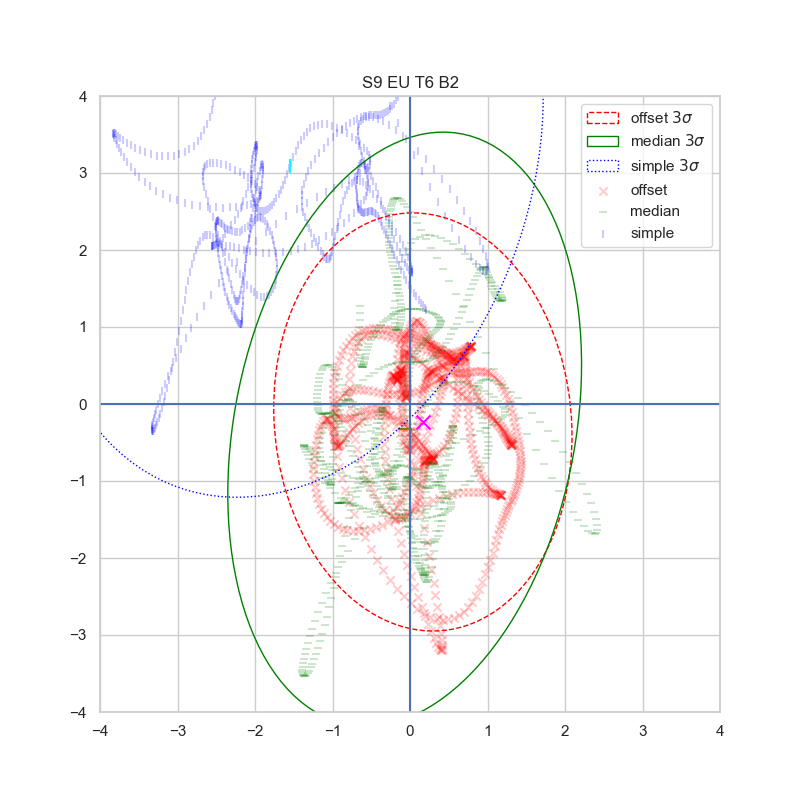 S9 EU T6 B2
offset 3σ
median 3σ
simple 3σ
offset
median
simple
4
3
2
1
0
−1
−2
−3
−4
−4 −3 −2 −1 0 1 2 3 4